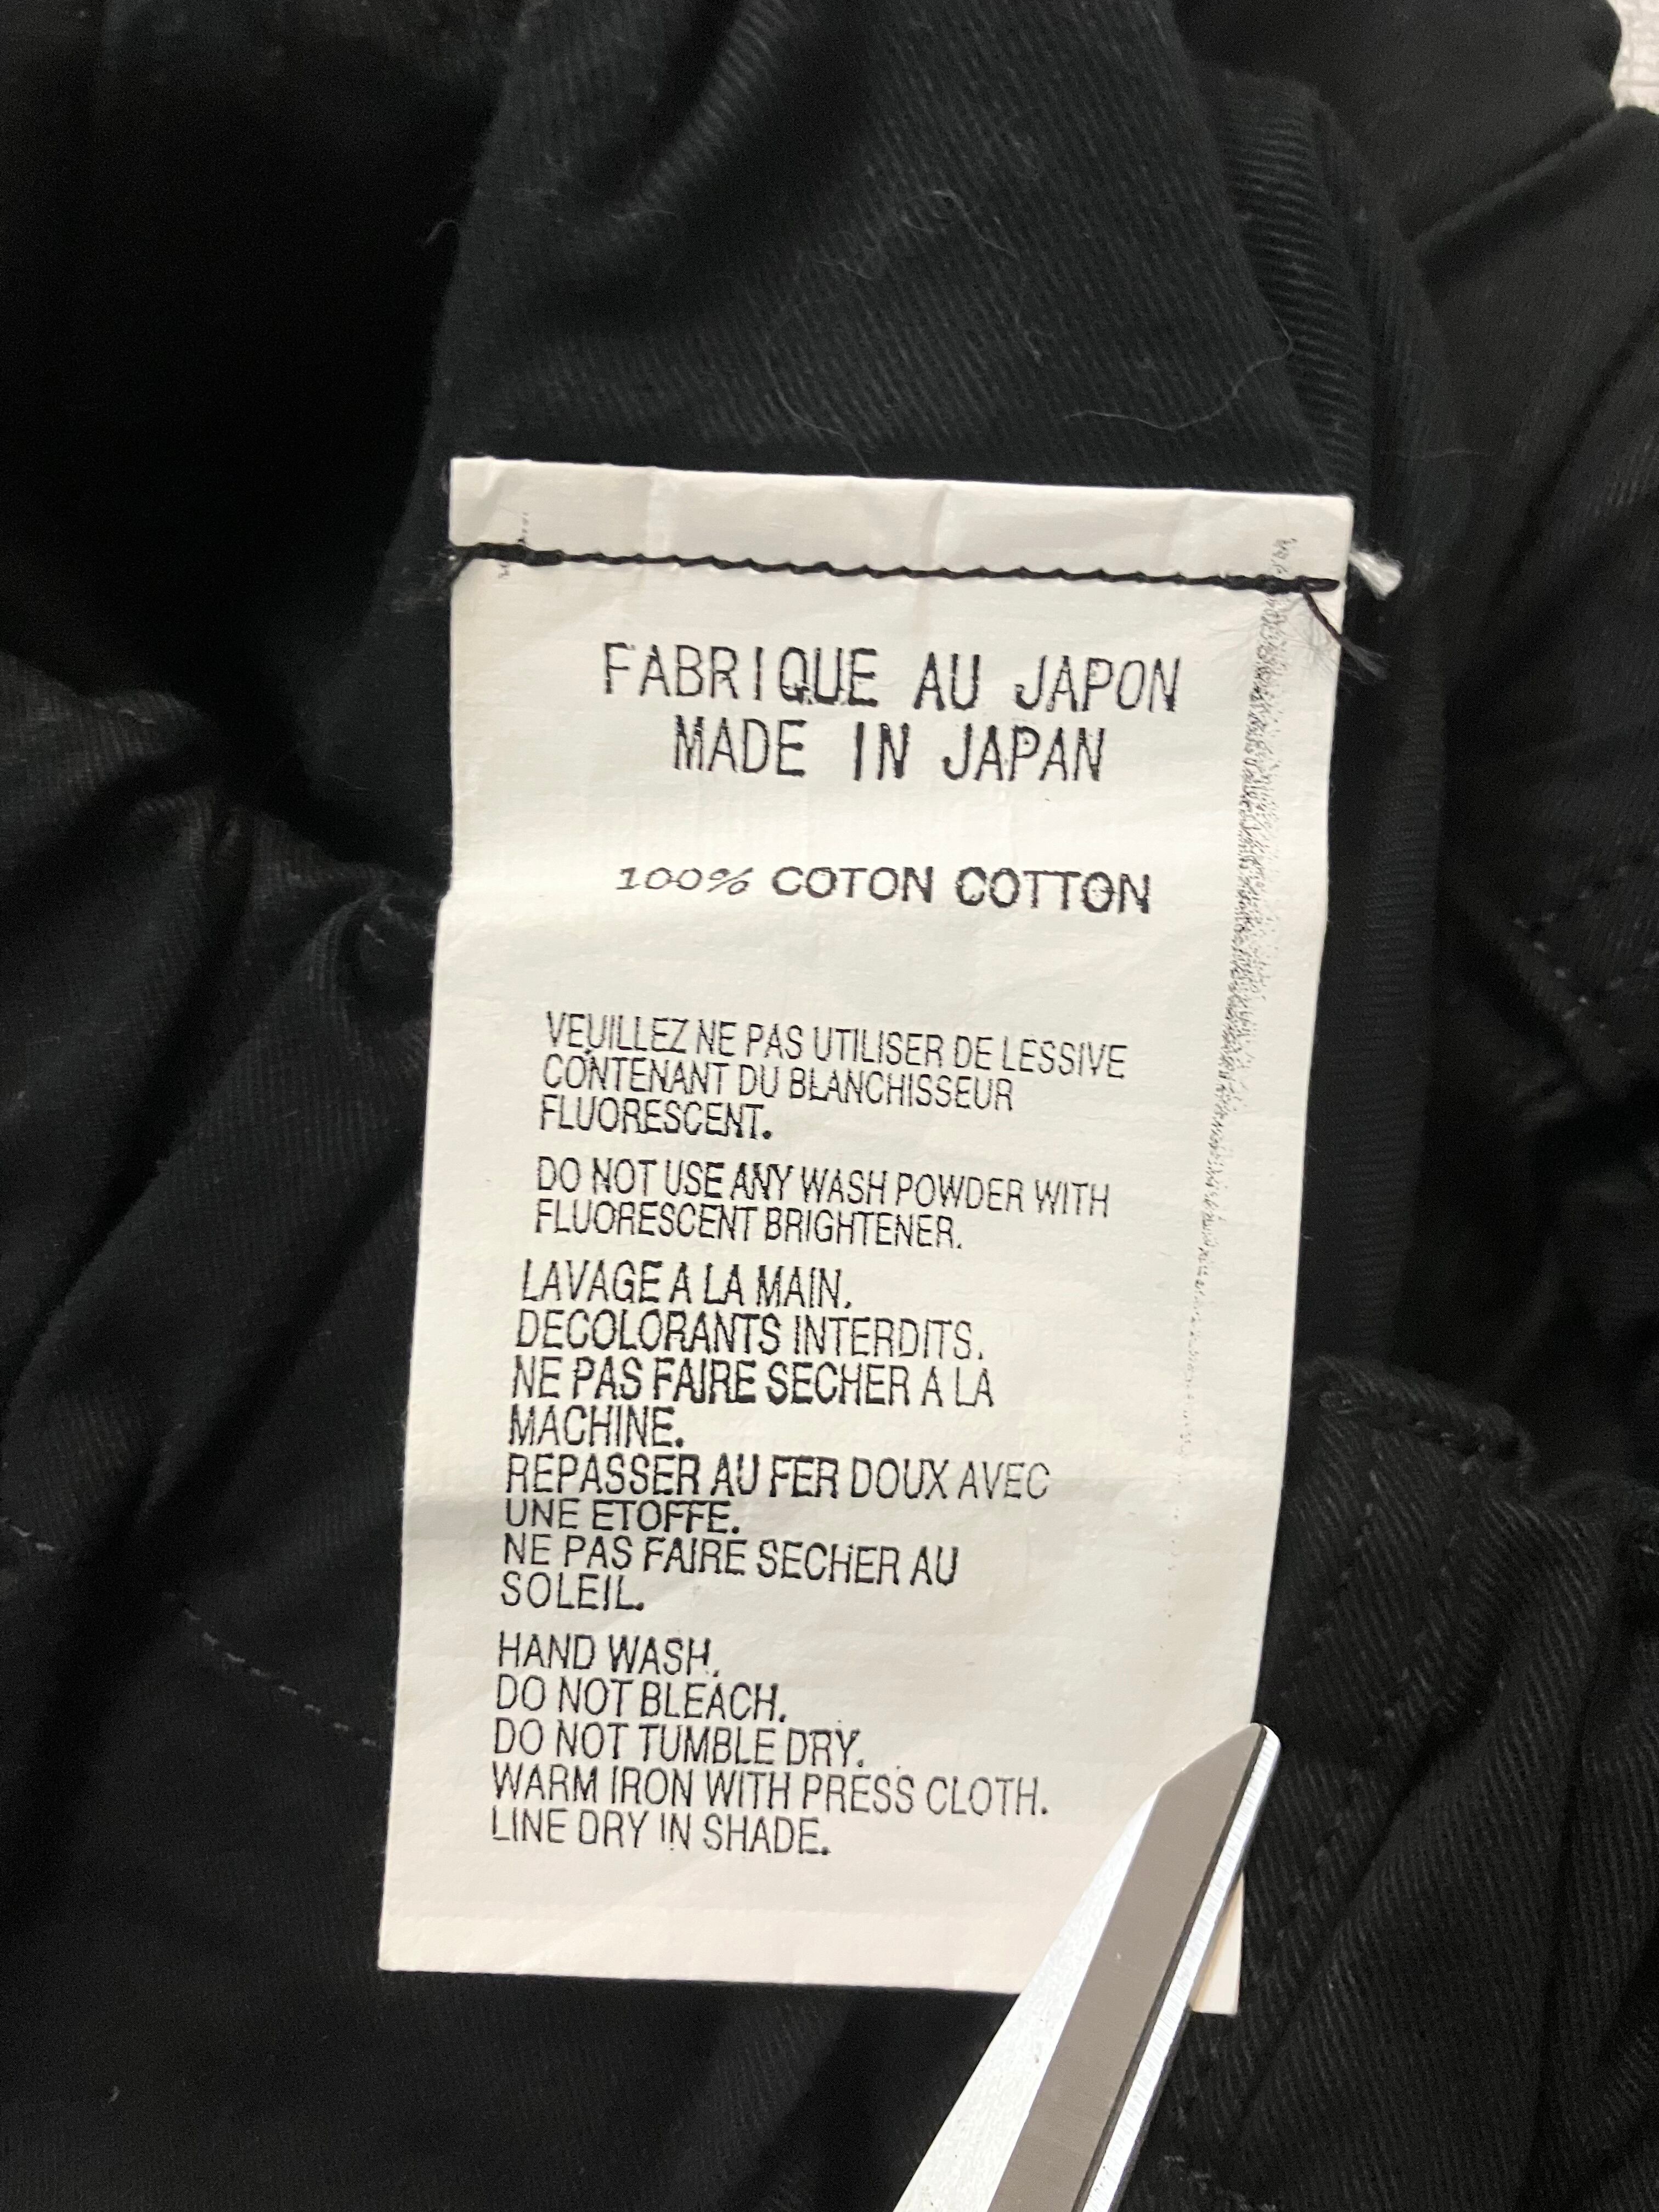 FABRIQUE AU JAPON
MADE IN JAPAN
100% COTON COTTON
VEUILLEZ NE PAS UTILISER DE LESSIVE
CONTENANT DU BLANCHISSEUR
FLUORESCENT.
DO NOT USE ANY WASH POWDER WITH
FLUORESCENT BRIGHTENER.
LAVAGE A LA MAIN.
DECOLORANTS INTERDITS.
NE PAS FAIRE SECHER A LA
MACHINE.
REPASSER AU FER DOUX AVEC
UNE ETOFFE.
NE PAS FAIRE SECHER AU
SOLEIL.
HAND WASH.
DO NOT BLEACH.
DO NOT TUMBLE DRY.
WARM IRON WITH PRESS CLOTH.
LINE DRY IN SHADE.